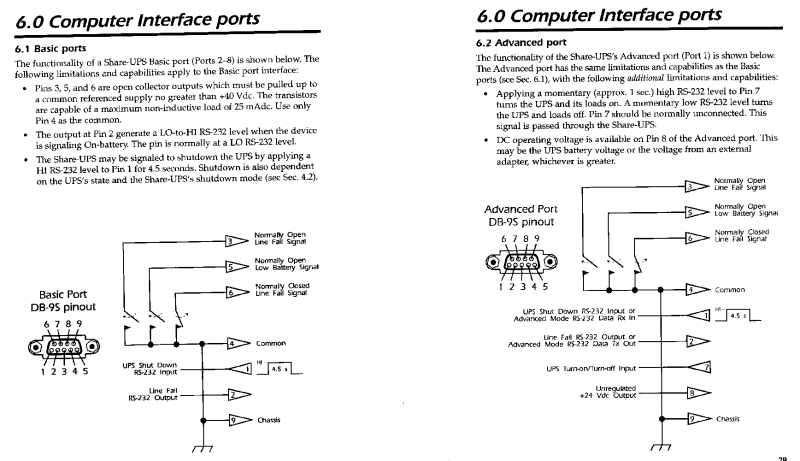 6.0 Computer Interface ports
6.1 Basic ports
The functionality of a Share-UPS Basic port (Ports 2–8) is shown below. The
following limitations and capabilities apply to the Basic port interface:
• Pins 3, 5, and 6 are open collector outputs which must be pulled up to
a common referenced supply no greater than +40 Vdc. The transistors
are capable of a maximum non-inductive load of 25 mAdc. Use only
Pin 4 as the common.
• The output at Pin 2 generate a LO-to-HI RS-232 level when the device
is signaling On-battery. The pin is normally at a LO RS-232 level.
• The Share-UPS may be signaled to shutdown the UPS by applying a
HI RS-232 level to Pin 1 for 4.5 seconds. Shutdown is also dependent
on the UPS's state and the Share-UPS's shutdown mode (see Sec. 4.2).
3
Normally Open
Line Fail Signal
5
Normally Open
Low Battery Signal
6
Normally Closed
Line Fail Signal
Basic Port
DB-9S pinout
6 7 8 9
1 2 3 4 5
4
Common
UPS Shut Down
RS-232 Input
1
HI
4.5 s
Line Fail
RS-232 Output
2
9
Chassis
6.0 Computer Interface ports
6.2 Advanced port
The functionality of the Share-UPS's Advanced port (Port 1) is shown below.
The Advanced port has the same limitations and capabilities as the Basic
ports (see Sec. 6.1), with the following additional limitations and capabilities:
• Applying a momentary (approx. 1 sec.) high RS-232 level to Pin 7
turns the UPS and its loads on. A momentary low RS-232 level turns
the UPS and loads off. Pin 7 should be normally unconnected. This
signal is passed through the Share-UPS.
• DC operating voltage is available on Pin 8 of the Advanced port. This
may be the UPS battery voltage or the voltage from an external
adapter, whichever is greater.
3
Normally Open
Line Fail Signal
5
Normally Open
Low Battery Signal
6
Normally Closed
Line Fail Signal
Advanced Port
DB-9S pinout
6 7 8 9
1 2 3 4 5
4
Common
UPS Shut Down RS-232 Input or
Advanced Mode RS-232 Data Rx In
1
HI
4.5 s
Line Fail RS-232 Output or
Advanced Mode RS-232 Data Tx Out
2
UPS Turn-on/Turn-off Input
7
Unregulated
+24 Vdc Output
8
9
Chassis